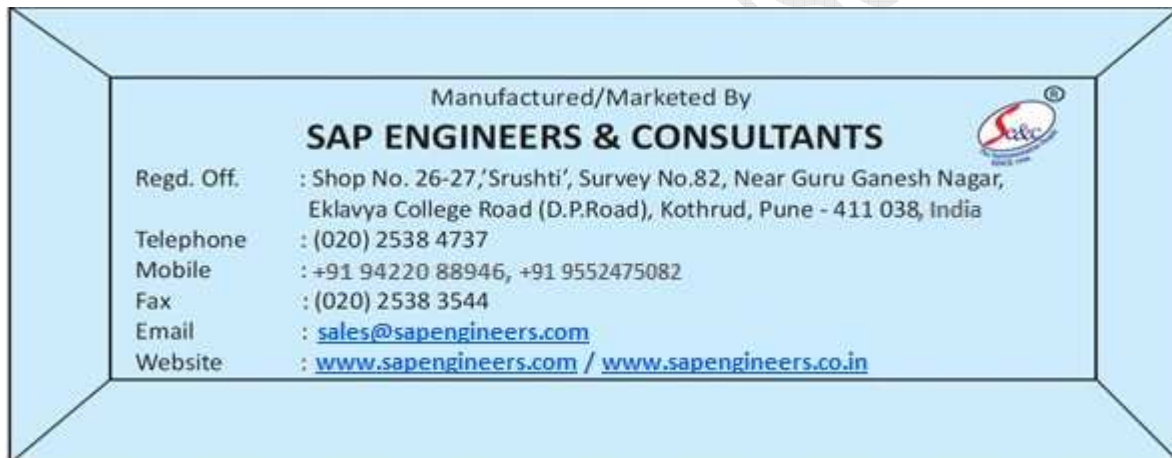 Manufactured/Marketed By
SAP ENGINEERS & CONSULTANTS
®
Se&c
SINCE
Regd. Off. : Shop No. 26-27,’Srushti’, Survey No.82, Near Guru Ganesh Nagar,
Eklavya College Road (D.P.Road), Kothrud, Pune - 411 038, India
Telephone : (020) 2538 4737
Mobile : +91 94220 88946, +91 9552475082
Fax : (020) 2538 3544
Email : sales@sapengineers.com
Website : www.sapengineers.com / www.sapengineers.co.in